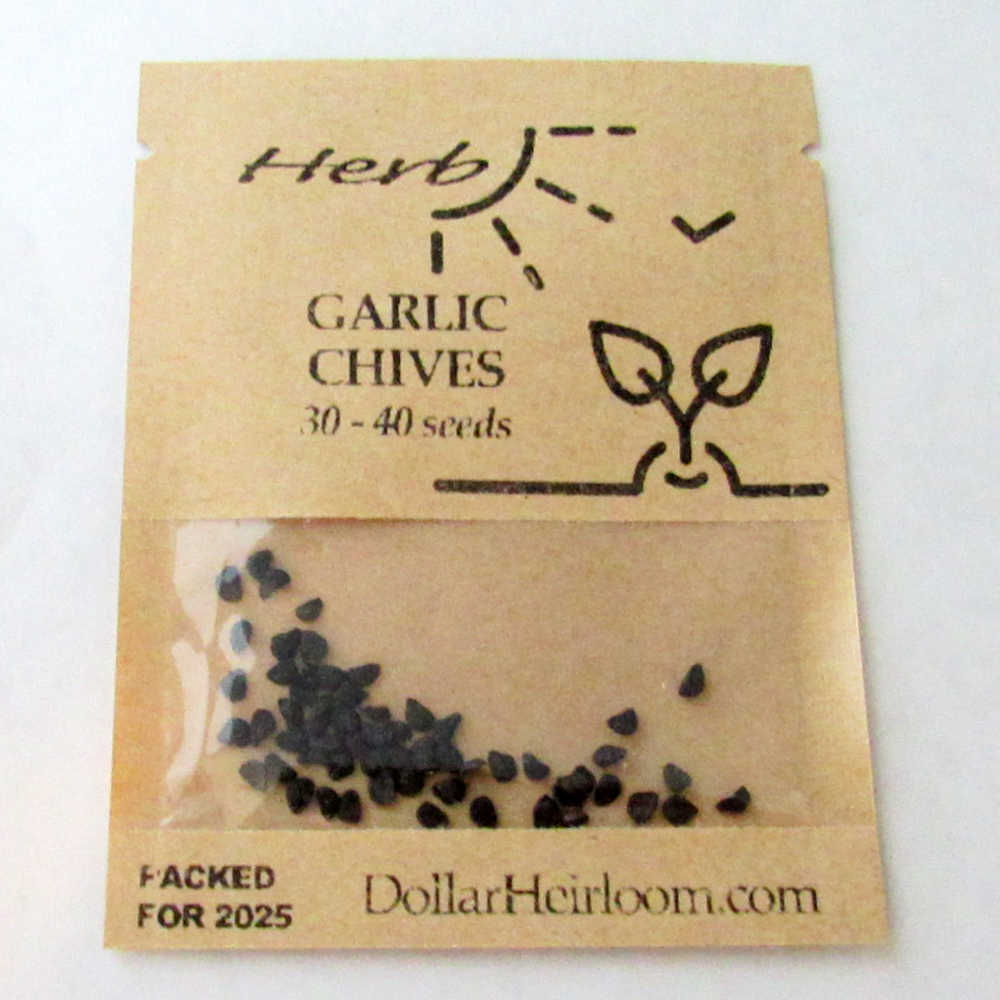 Herb
GARLIC
CHIVES
30 - 40 seeds
PACKED
FOR 2025
DollarHeirloom.com